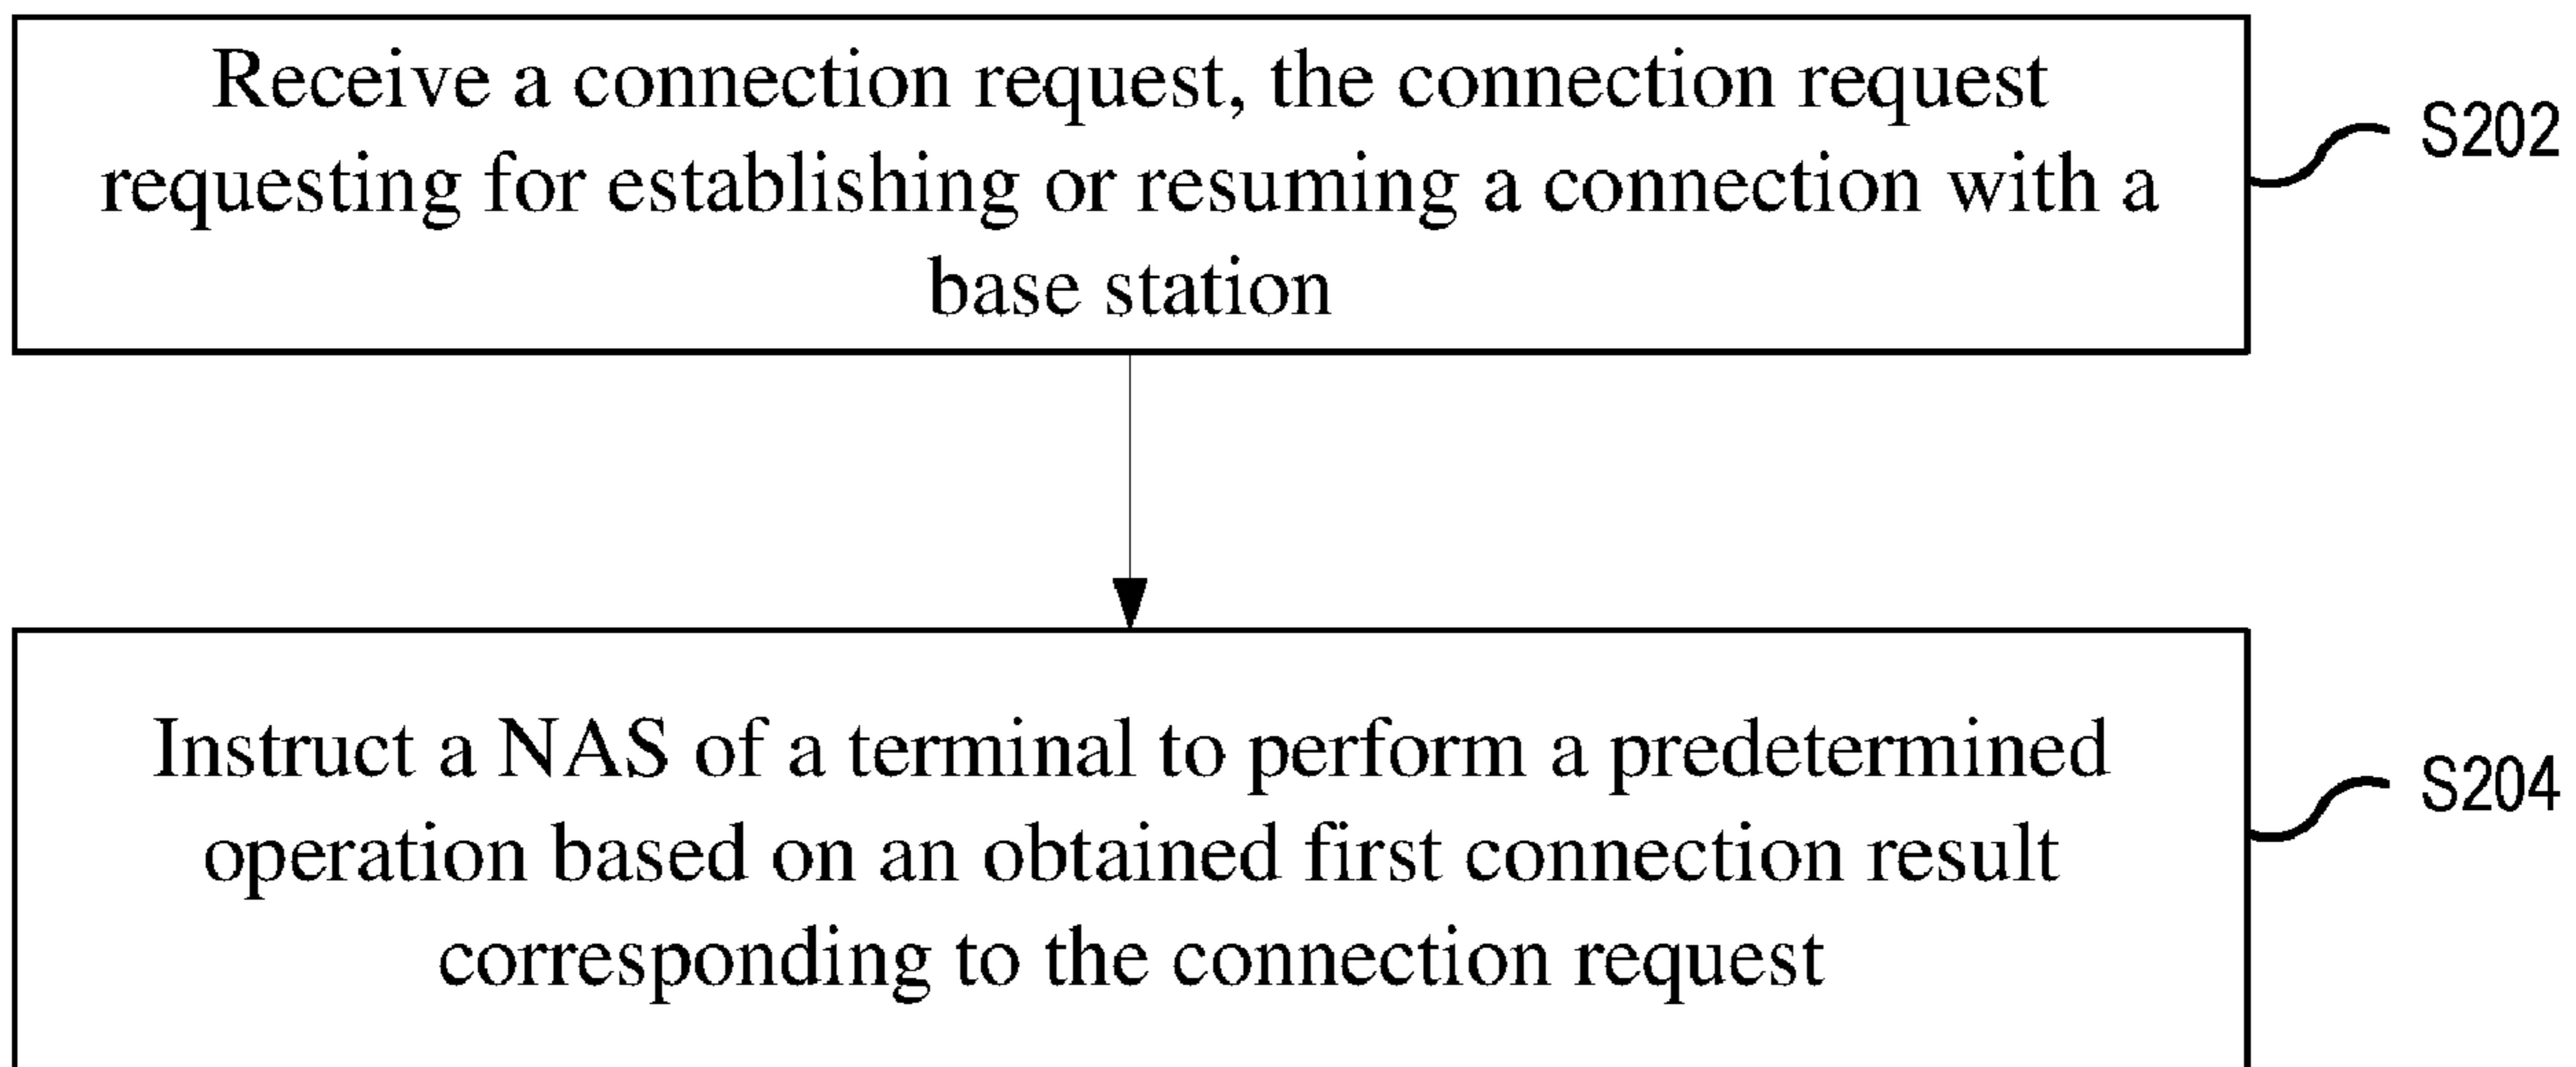 Receive a connection request, the connection request
requesting for establishing or resuming a connection with a
base station
S202
Instruct a NAS of a terminal to perform a predetermined
operation based on an obtained first connection result
corresponding to the connection request
S204